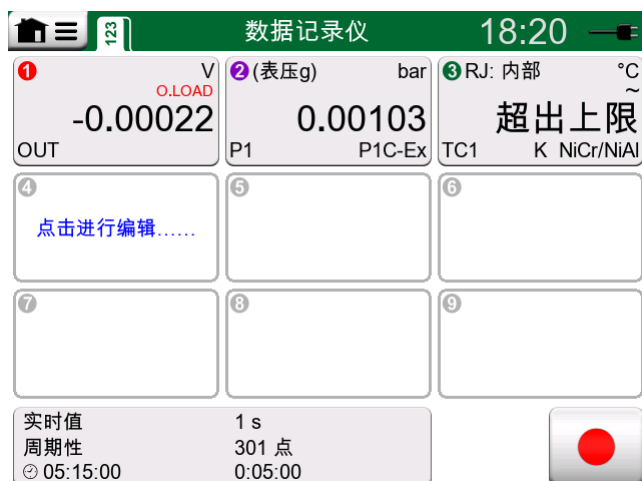 123 数据记录仪 18:20
1 V 2 (表压g) bar 3 RJ: 内部 °C
O.LOAD ~
-0.00022 0.00103 超出上限
OUT P1 P1C-Ex TC1 K NiCr/NiAl
4 5 6
点击进行编辑......
7 8 9
实时值 1 s
周期性 301 点
05:15:00 0:05:00